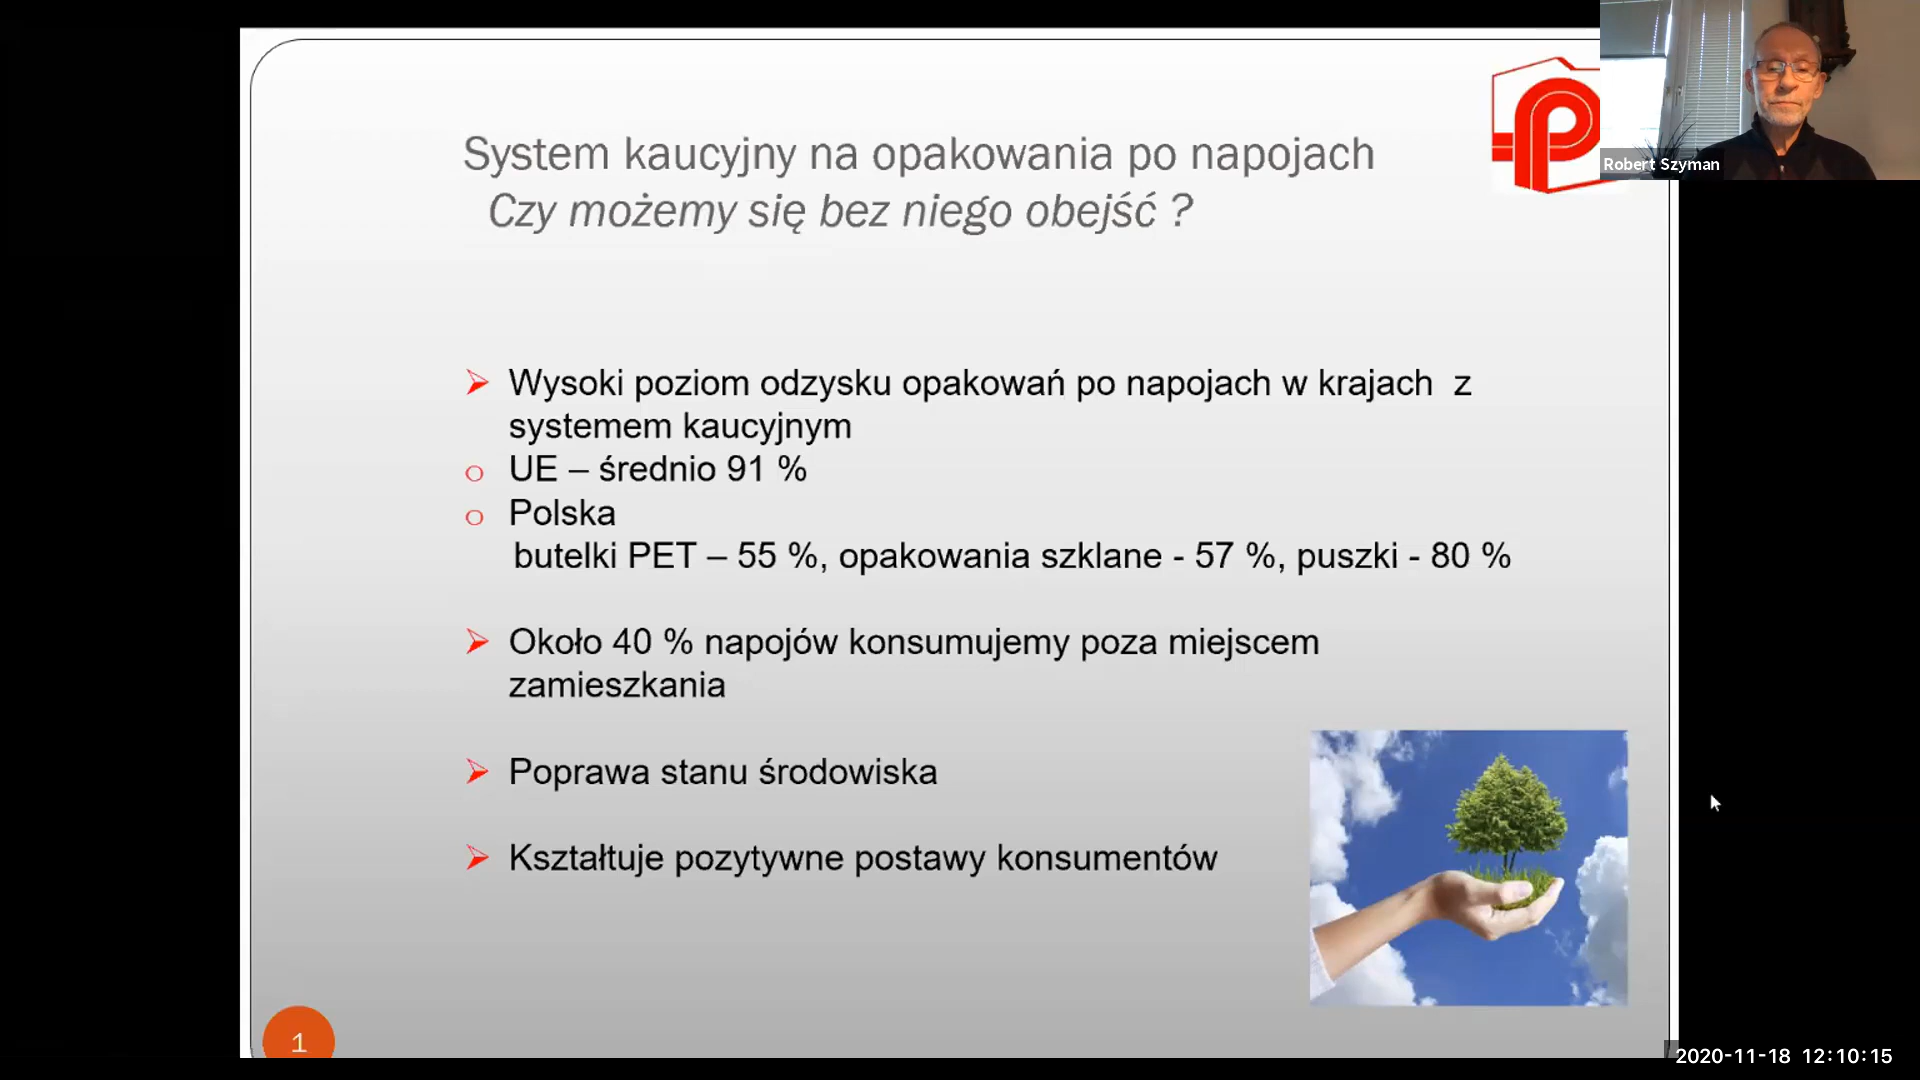 System kaucyjny na opakowania po napojach
Czy możemy się bez niego obejść ?
Robert Szyman
Wysoki poziom odzysku opakowań po napojach w krajach z
systemem kaucyjnym
o UE – średnio 91 %
o Polska
butelki PET – 55 %, opakowania szklane - 57 %, puszki - 80 %
Około 40 % napojów konsumujemy poza miejscem
zamieszkania
Poprawa stanu środowiska
Kształtuje pozytywne postawy konsumentów
1
2020-11-18 12:10:15